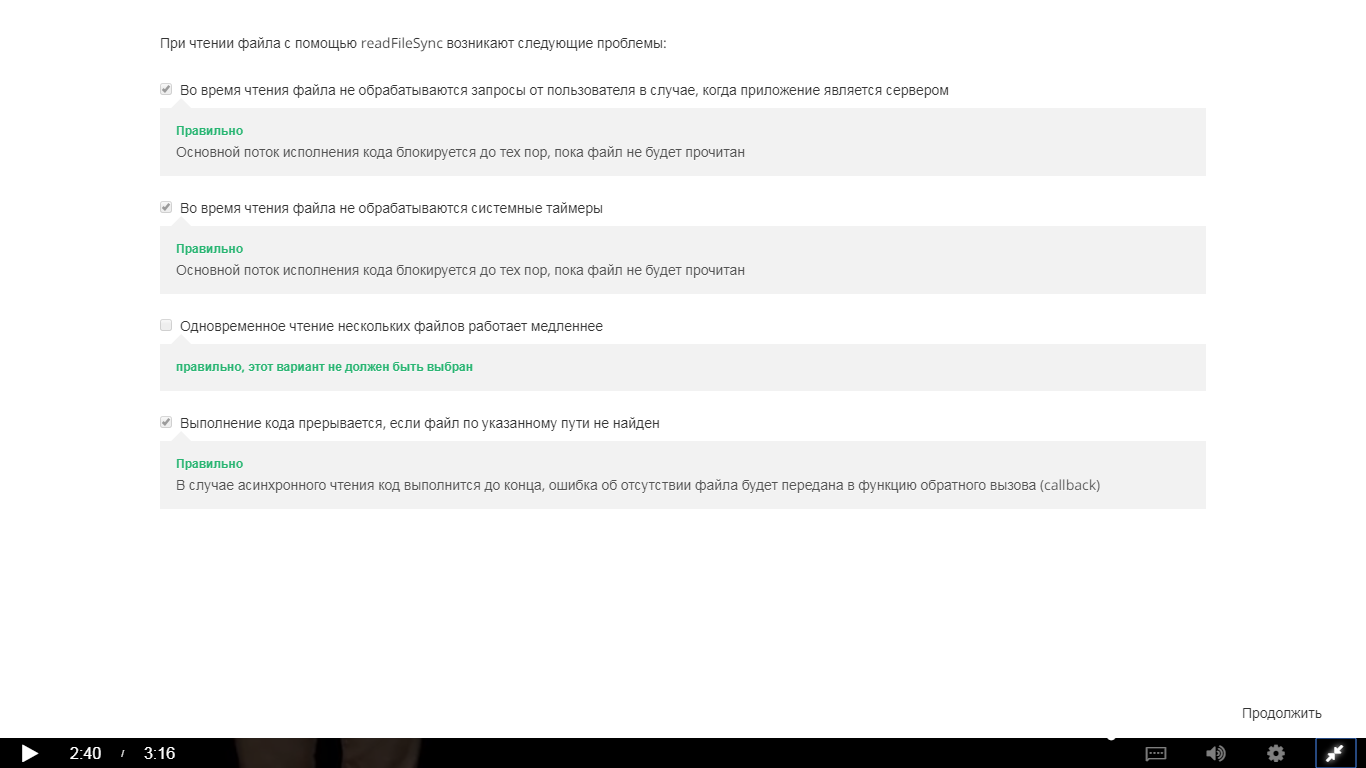 При чтении файла с помощью readFileSync возникают следующие проблемы:
Во время чтения файла не обрабатываются запросы от пользователя в случае, когда приложение является сервером
Правильно
Основной поток исполнения кода блокируется до тех пор, пока файл не будет прочитан
Во время чтения файла не обрабатываются системные таймеры
Правильно
Основной поток исполнения кода блокируется до тех пор, пока файл не будет прочитан
Одновременное чтение нескольких файлов работает медленнее
правильно, этот вариант не должен быть выбран
Выполнение кода прерывается, если файл по указанному пути не найден
Правильно
В случае асинхронного чтения код выполнится до конца, ошибка об отсутствии файла будет передана в функцию обратного вызова (callback)
Продолжить
2:40 / 3:16